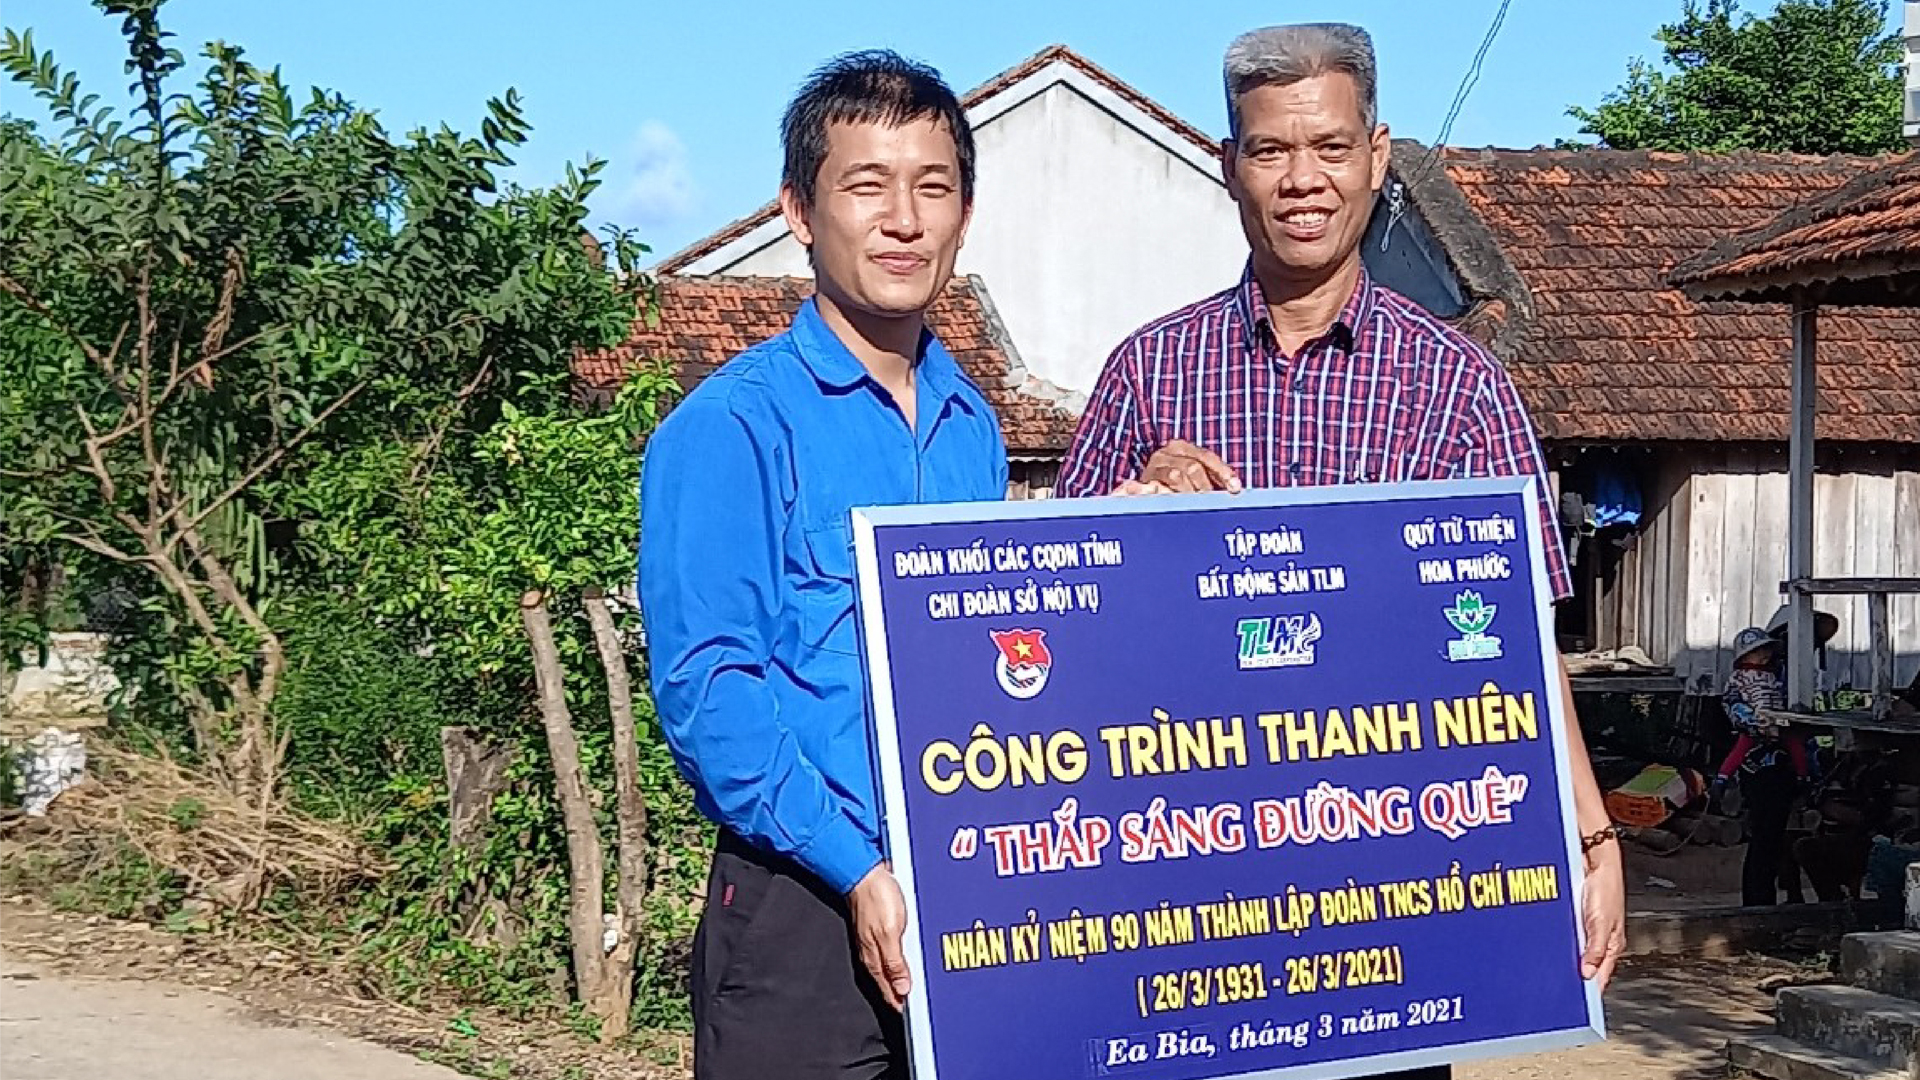 ĐOÀN KHỐI CÁC CQDN TỈNH
CHI ĐOÀN SỞ NỘI VỤ
TẬP ĐOÀN
BẤT ĐỘNG SẢN TLM
QUỸ TỪ THIỆN
HOA PHƯỚC
TLMC
CÔNG TRÌNH THANH NIÊN
“ THẮP SÁNG ĐƯỜNG QUÊ”
NHÂN KỶ NIỆM 90 NĂM THÀNH LẬP ĐOÀN TNCS HỒ CHÍ MINH
( 26/3/1931 - 26/3/2021)
Ea Bia, tháng 3 năm 2021